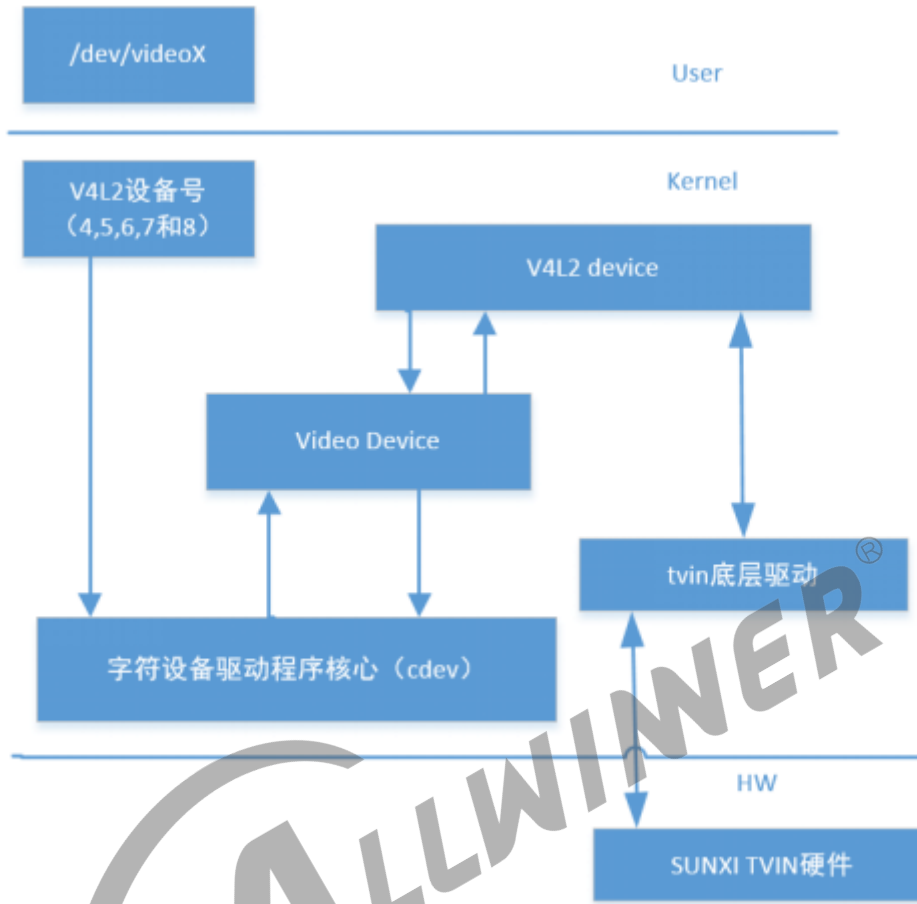 /dev/videoX
User
V4L2设备号
（4,5,6,7和8）
Kernel
V4L2 device
Video Device
tvin底层驱动
字符设备驱动程序核心（cdev）
HW
SUNXI TVIN硬件
ALLWINNER®